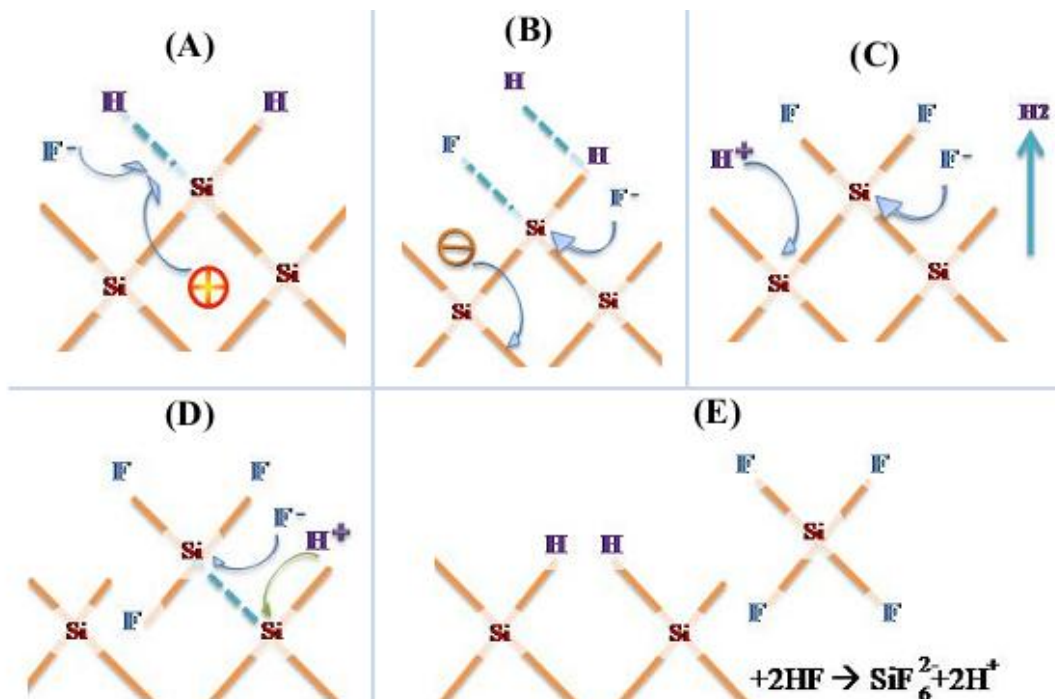 (A)
H H
F-
Si
Si Si
(B)
H
F H
F-
Si
Si Si
(C)
H2
F F
H+ F-
Si
Si Si
(D)
F F
F-
H+
Si
F
Si Si
(E)
F F
Si
H H
F F
Si Si
+2HF → SiF₆²⁻+2H⁺